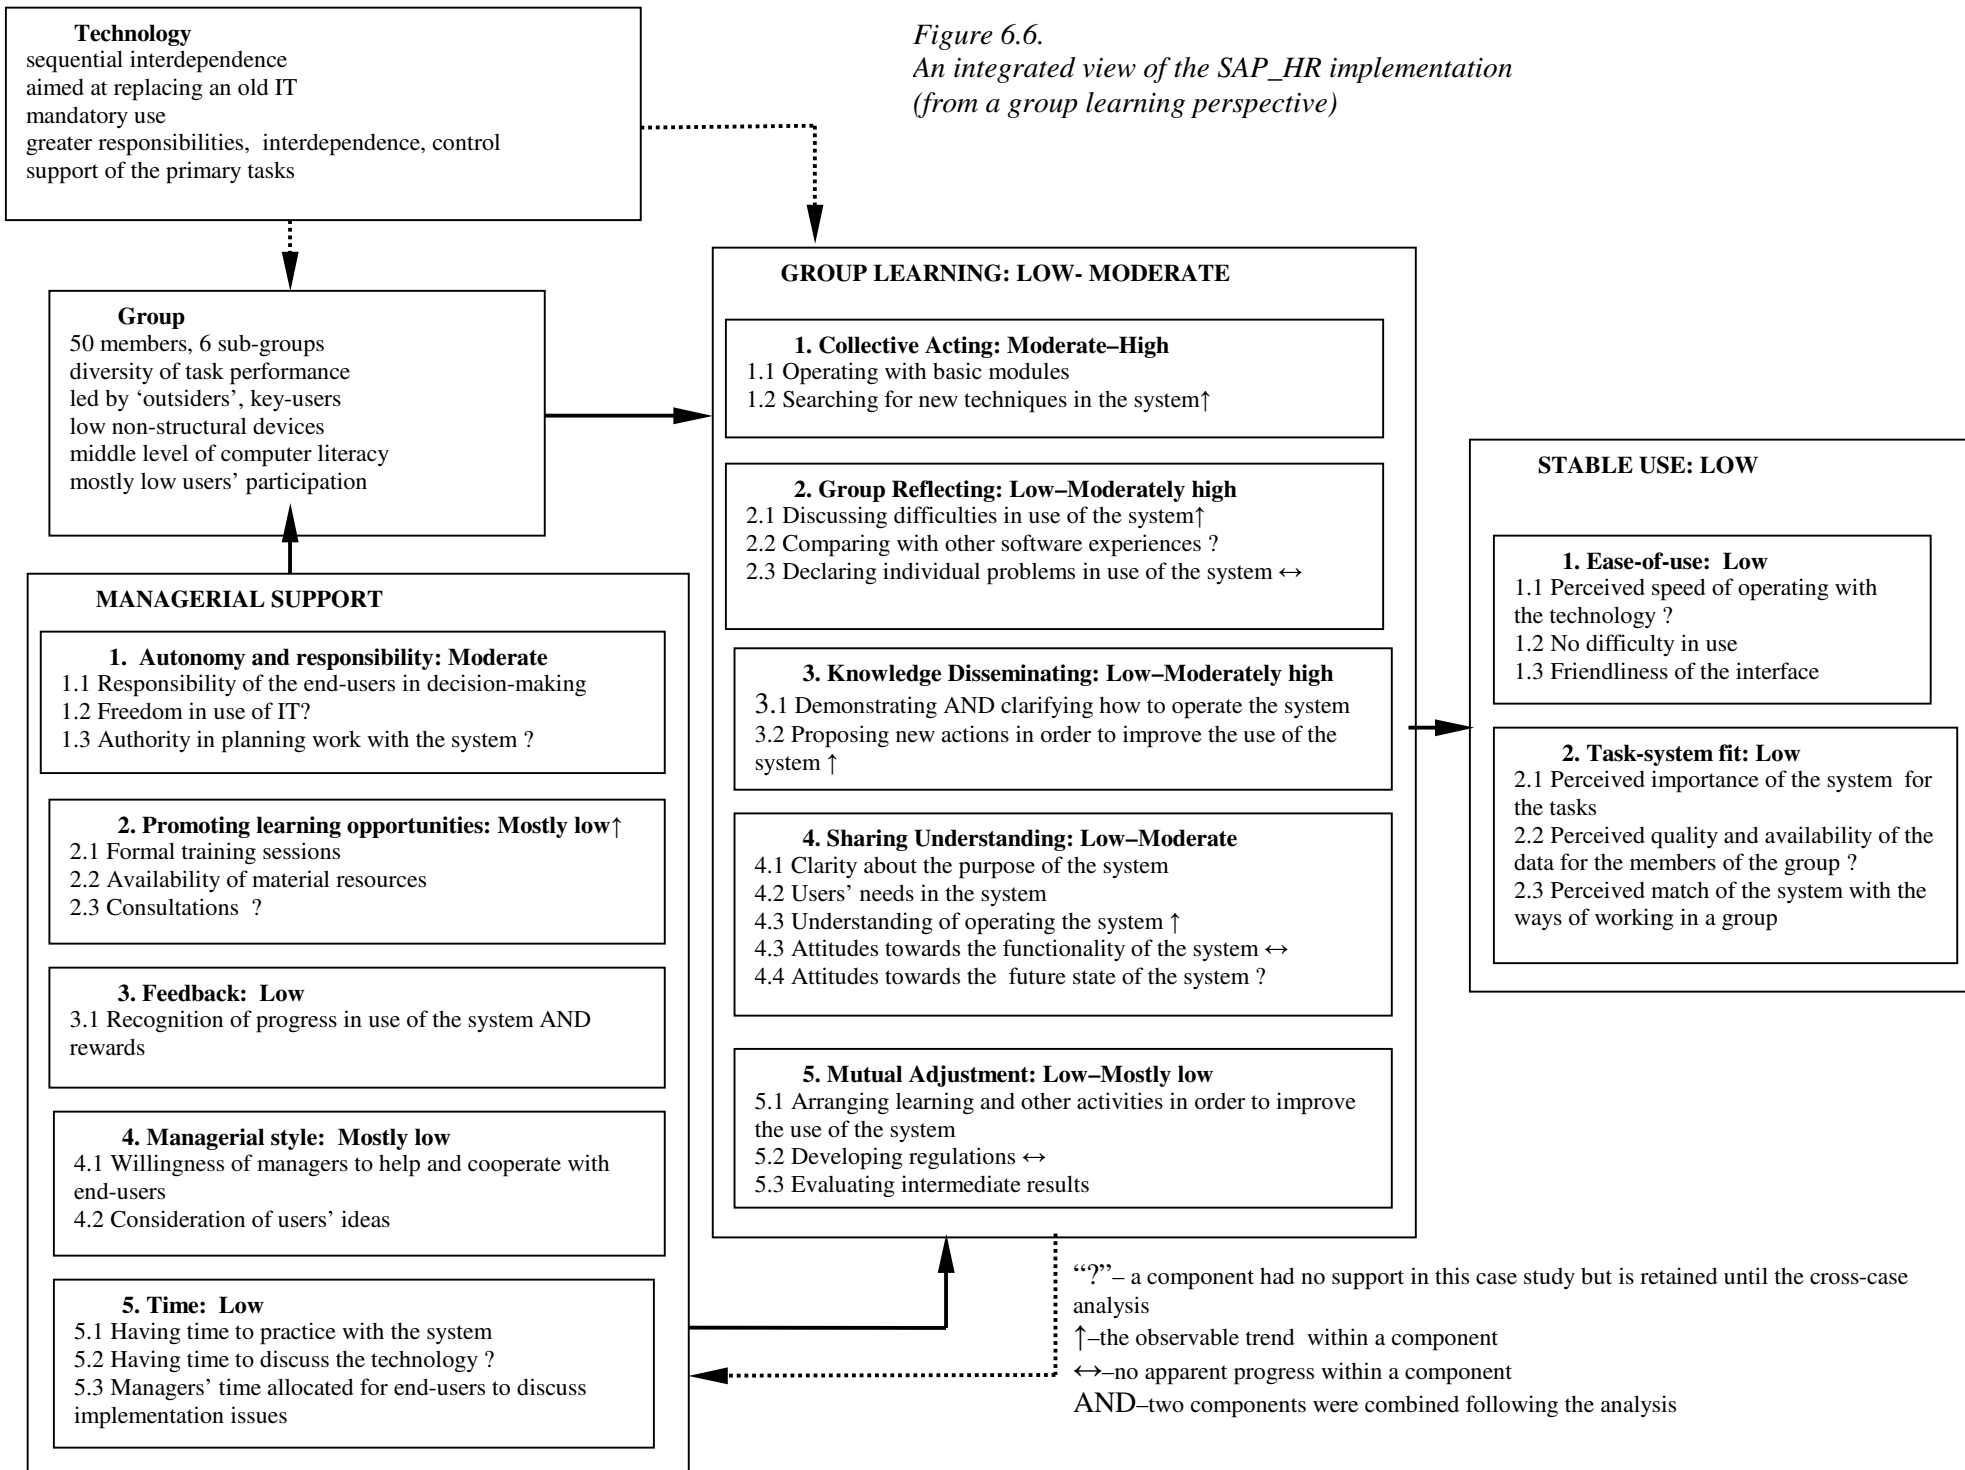 Technology
sequential interdependence
aimed at replacing an old IT
mandatory use
greater responsibilities, interdependence, control
support of the primary tasks
Figure 6.6.
An integrated view of the SAP_HR implementation
(from a group learning perspective)
Group
50 members, 6 sub-groups
diversity of task performance
led by ‘outsiders’, key-users
low non-structural devices
middle level of computer literacy
mostly low users’ participation
MANAGERIAL SUPPORT
1. Autonomy and responsibility: Moderate
1.1 Responsibility of the end-users in decision-making
1.2 Freedom in use of IT?
1.3 Authority in planning work with the system ?
2. Promoting learning opportunities: Mostly low↑
2.1 Formal training sessions
2.2 Availability of material resources
2.3 Consultations ?
3. Feedback: Low
3.1 Recognition of progress in use of the system AND
rewards
4. Managerial style: Mostly low
4.1 Willingness of managers to help and cooperate with
end-users
4.2 Consideration of users’ ideas
5. Time: Low
5.1 Having time to practice with the system
5.2 Having time to discuss the technology ?
5.3 Managers’ time allocated for end-users to discuss
implementation issues
GROUP LEARNING: LOW- MODERATE
1. Collective Acting: Moderate–High
1.1 Operating with basic modules
1.2 Searching for new techniques in the system↑
2. Group Reflecting: Low–Moderately high
2.1 Discussing difficulties in use of the system↑
2.2 Comparing with other software experiences ?
2.3 Declaring individual problems in use of the system ↔
3. Knowledge Disseminating: Low–Moderately high
3.1 Demonstrating AND clarifying how to operate the system
3.2 Proposing new actions in order to improve the use of the
system ↑
4. Sharing Understanding: Low–Moderate
4.1 Clarity about the purpose of the system
4.2 Users’ needs in the system
4.3 Understanding of operating the system ↑
4.3 Attitudes towards the functionality of the system ↔
4.4 Attitudes towards the future state of the system ?
5. Mutual Adjustment: Low–Mostly low
5.1 Arranging learning and other activities in order to improve
the use of the system
5.2 Developing regulations ↔
5.3 Evaluating intermediate results
STABLE USE: LOW
1. Ease-of-use: Low
1.1 Perceived speed of operating with
the technology ?
1.2 No difficulty in use
1.3 Friendliness of the interface
2. Task-system fit: Low
2.1 Perceived importance of the system for
the tasks
2.2 Perceived quality and availability of the
data for the members of the group ?
2.3 Perceived match of the system with the
ways of working in a group
“?”– a component had no support in this case study but is retained until the cross-case
analysis
↑–the observable trend within a component
↔–no apparent progress within a component
AND–two components were combined following the analysis